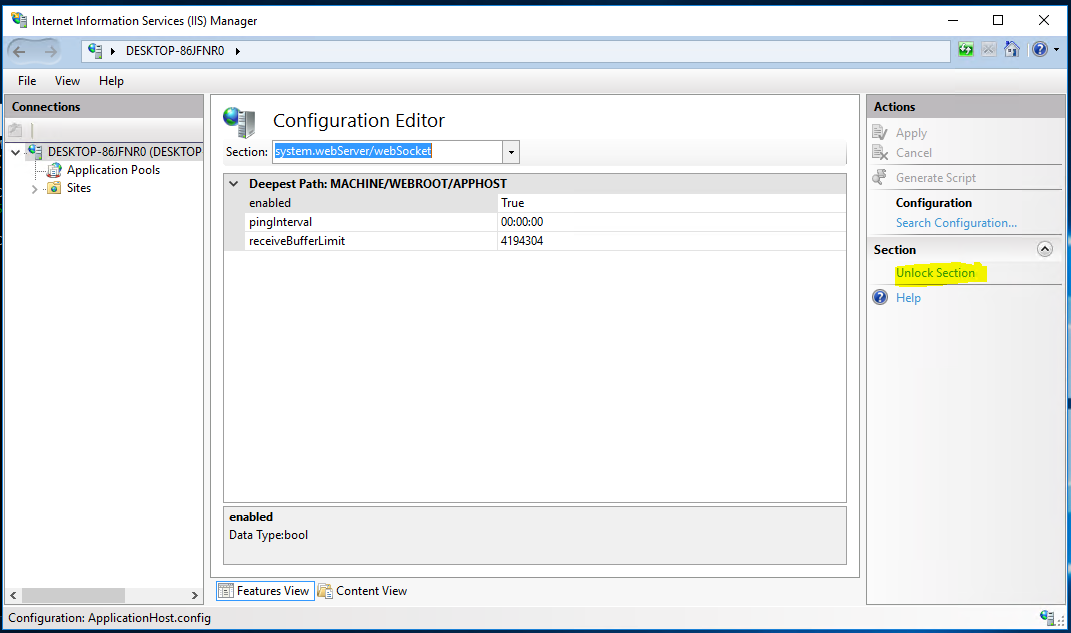 Internet Information Services (IIS) Manager
DESKTOP-86JFNR0
File View Help
Connections
DESKTOP-86JFNR0 (DESKTOP
Application Pools
Sites
Configuration Editor
Section: system.webServer/webSocket
Deepest Path: MACHINE/WEBROOT/APPHOST
enabled True
pingInterval 00:00:00
receiveBufferLimit 4194304
enabled
Data Type:bool
Features View Content View
Actions
Apply
Cancel
Generate Script
Configuration
Search Configuration...
Section
Unlock Section
Help
Configuration: ApplicationHost.config